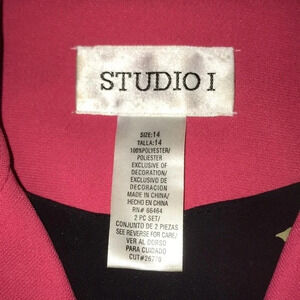 STUDIO I
SIZE: 14
TALLA: 14
100%POLYESTER/
POLIESTER
EXCLUSIVE OF
DECORATION/
EXCLUSIVO DE
DECORACION
MADE IN CHINA/
HECHO EN CHINA
RN# 66464
2 PC SET/
CONJUNTO DE 2 PIEZAS
SEE REVERSE FOR CARE/
VER AL DORSO
PARA CUIDADO
CUT#26770